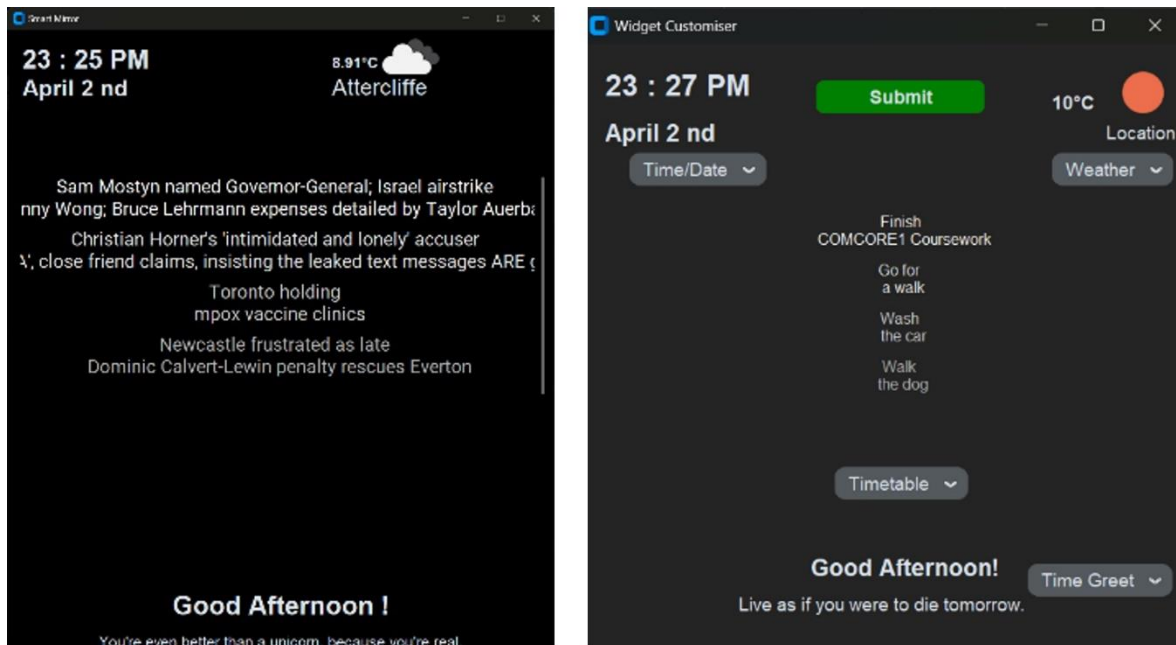 Smart Mirror
23 : 25 PM
April 2 nd
8.91°C
Attercliffe
Sam Mostyn named Governor-General; Israel airstrike
nny Wong; Bruce Lehrmann expenses detailed by Taylor Auerba
Christian Horner's 'intimidated and lonely' accuser
', close friend claims, insisting the leaked text messages ARE g
Toronto holding
mpox vaccine clinics
Newcastle frustrated as late
Dominic Calvert-Lewin penalty rescues Everton
Good Afternoon !
You're even better than a unicorn, because you're real.
Widget Customiser
23 : 27 PM
Submit
10°C
April 2 nd
Location
Time/Date
Weather
Finish
COMCORE1 Coursework
Go for
a walk
Wash
the car
Walk
the dog
Timetable
Good Afternoon!
Time Greet
Live as if you were to die tomorrow.